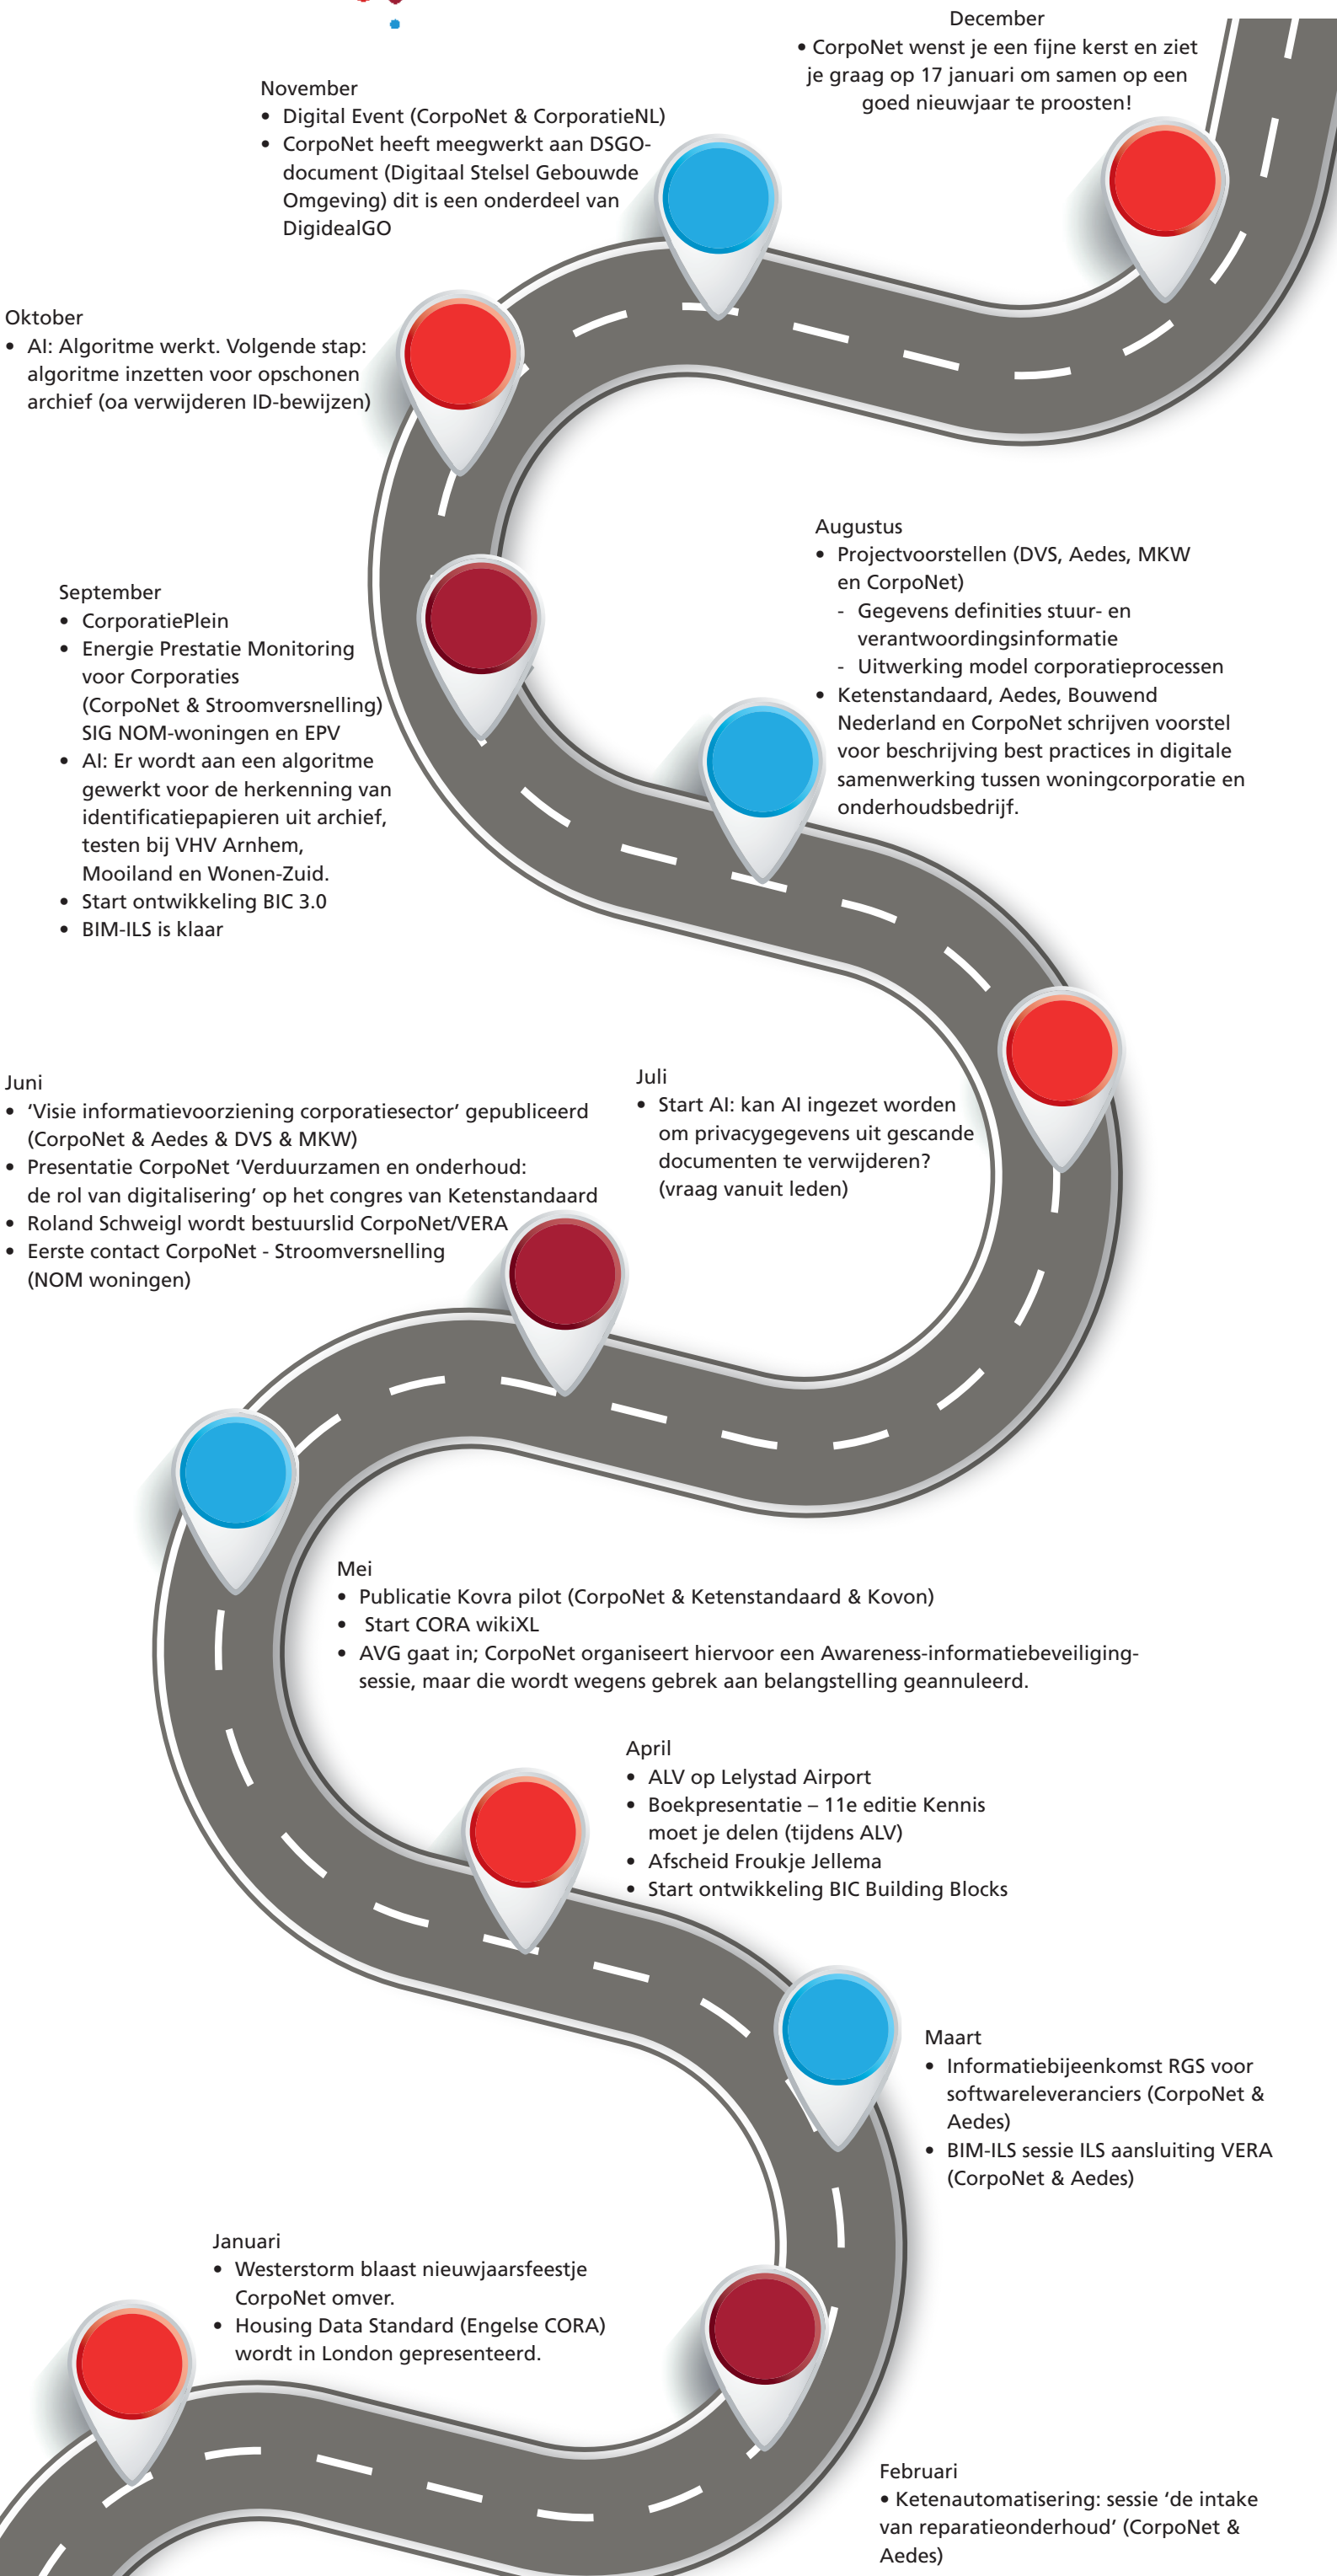 December
• CorpoNet wenst je een fijne kerst en ziet
je graag op 17 januari om samen op een
goed nieuwjaar te proosten!
November
• Digital Event (CorpoNet & CorporatieNL)
• CorpoNet heeft meegwerkt aan DSGO-
document (Digitaal Stelsel Gebouwde
Omgeving) dit is een onderdeel van
DigidealGO
Oktober
• AI: Algoritme werkt. Volgende stap:
algoritme inzetten voor opschonen
archief (oa verwijderen ID-bewijzen)
September
• CorporatiePlein
• Energie Prestatie Monitoring
voor Corporaties
(CorpoNet & Stroomversnelling)
SIG NOM-woningen en EPV
• AI: Er wordt aan een algoritme
gewerkt voor de herkenning van
identificatiepapieren uit archief,
testen bij VHV Arnhem,
Mooiland en Wonen-Zuid.
• Start ontwikkeling BIC 3.0
• BIM-ILS is klaar
Augustus
• Projectvoorstellen (DVS, Aedes, MKW
en CorpoNet)
- Gegevens definities stuur- en
verantwoordingsinformatie
- Uitwerking model corporatieprocessen
• Ketenstandaard, Aedes, Bouwend
Nederland en CorpoNet schrijven voorstel
voor beschrijving best practices in digitale
samenwerking tussen woningcorporatie en
onderhoudsbedrijf.
Juni
• ‘Visie informatievoorziening corporatiesector’ gepubliceerd
(CorpoNet & Aedes & DVS & MKW)
• Presentatie CorpoNet ‘Verduurzamen en onderhoud:
de rol van digitalisering’ op het congres van Ketenstandaard
• Roland Schweigl wordt bestuurslid CorpoNet/VERA
• Eerste contact CorpoNet - Stroomversnelling
(NOM woningen)
Juli
• Start AI: kan AI ingezet worden
om privacygegevens uit gescande
documenten te verwijderen?
(vraag vanuit leden)
Mei
• Publicatie Kovra pilot (CorpoNet & Ketenstandaard & Kovon)
• Start CORA wikiXL
• AVG gaat in; CorpoNet organiseert hiervoor een Awareness-informatiebeveiliging-
sessie, maar die wordt wegens gebrek aan belangstelling geannuleerd.
April
• ALV op Lelystad Airport
• Boekpresentatie – 11e editie Kennis
moet je delen (tijdens ALV)
• Afscheid Froukje Jellema
• Start ontwikkeling BIC Building Blocks
Maart
• Informatiebijeenkomst RGS voor
softwareleveranciers (CorpoNet &
Aedes)
• BIM-ILS sessie ILS aansluiting VERA
(CorpoNet & Aedes)
Januari
• Westerstorm blaast nieuwjaarsfeestje
CorpoNet omver.
• Housing Data Standard (Engelse CORA)
wordt in London gepresenteerd.
Februari
• Ketenautomatisering: sessie ‘de intake
van reparatieonderhoud’ (CorpoNet &
Aedes)